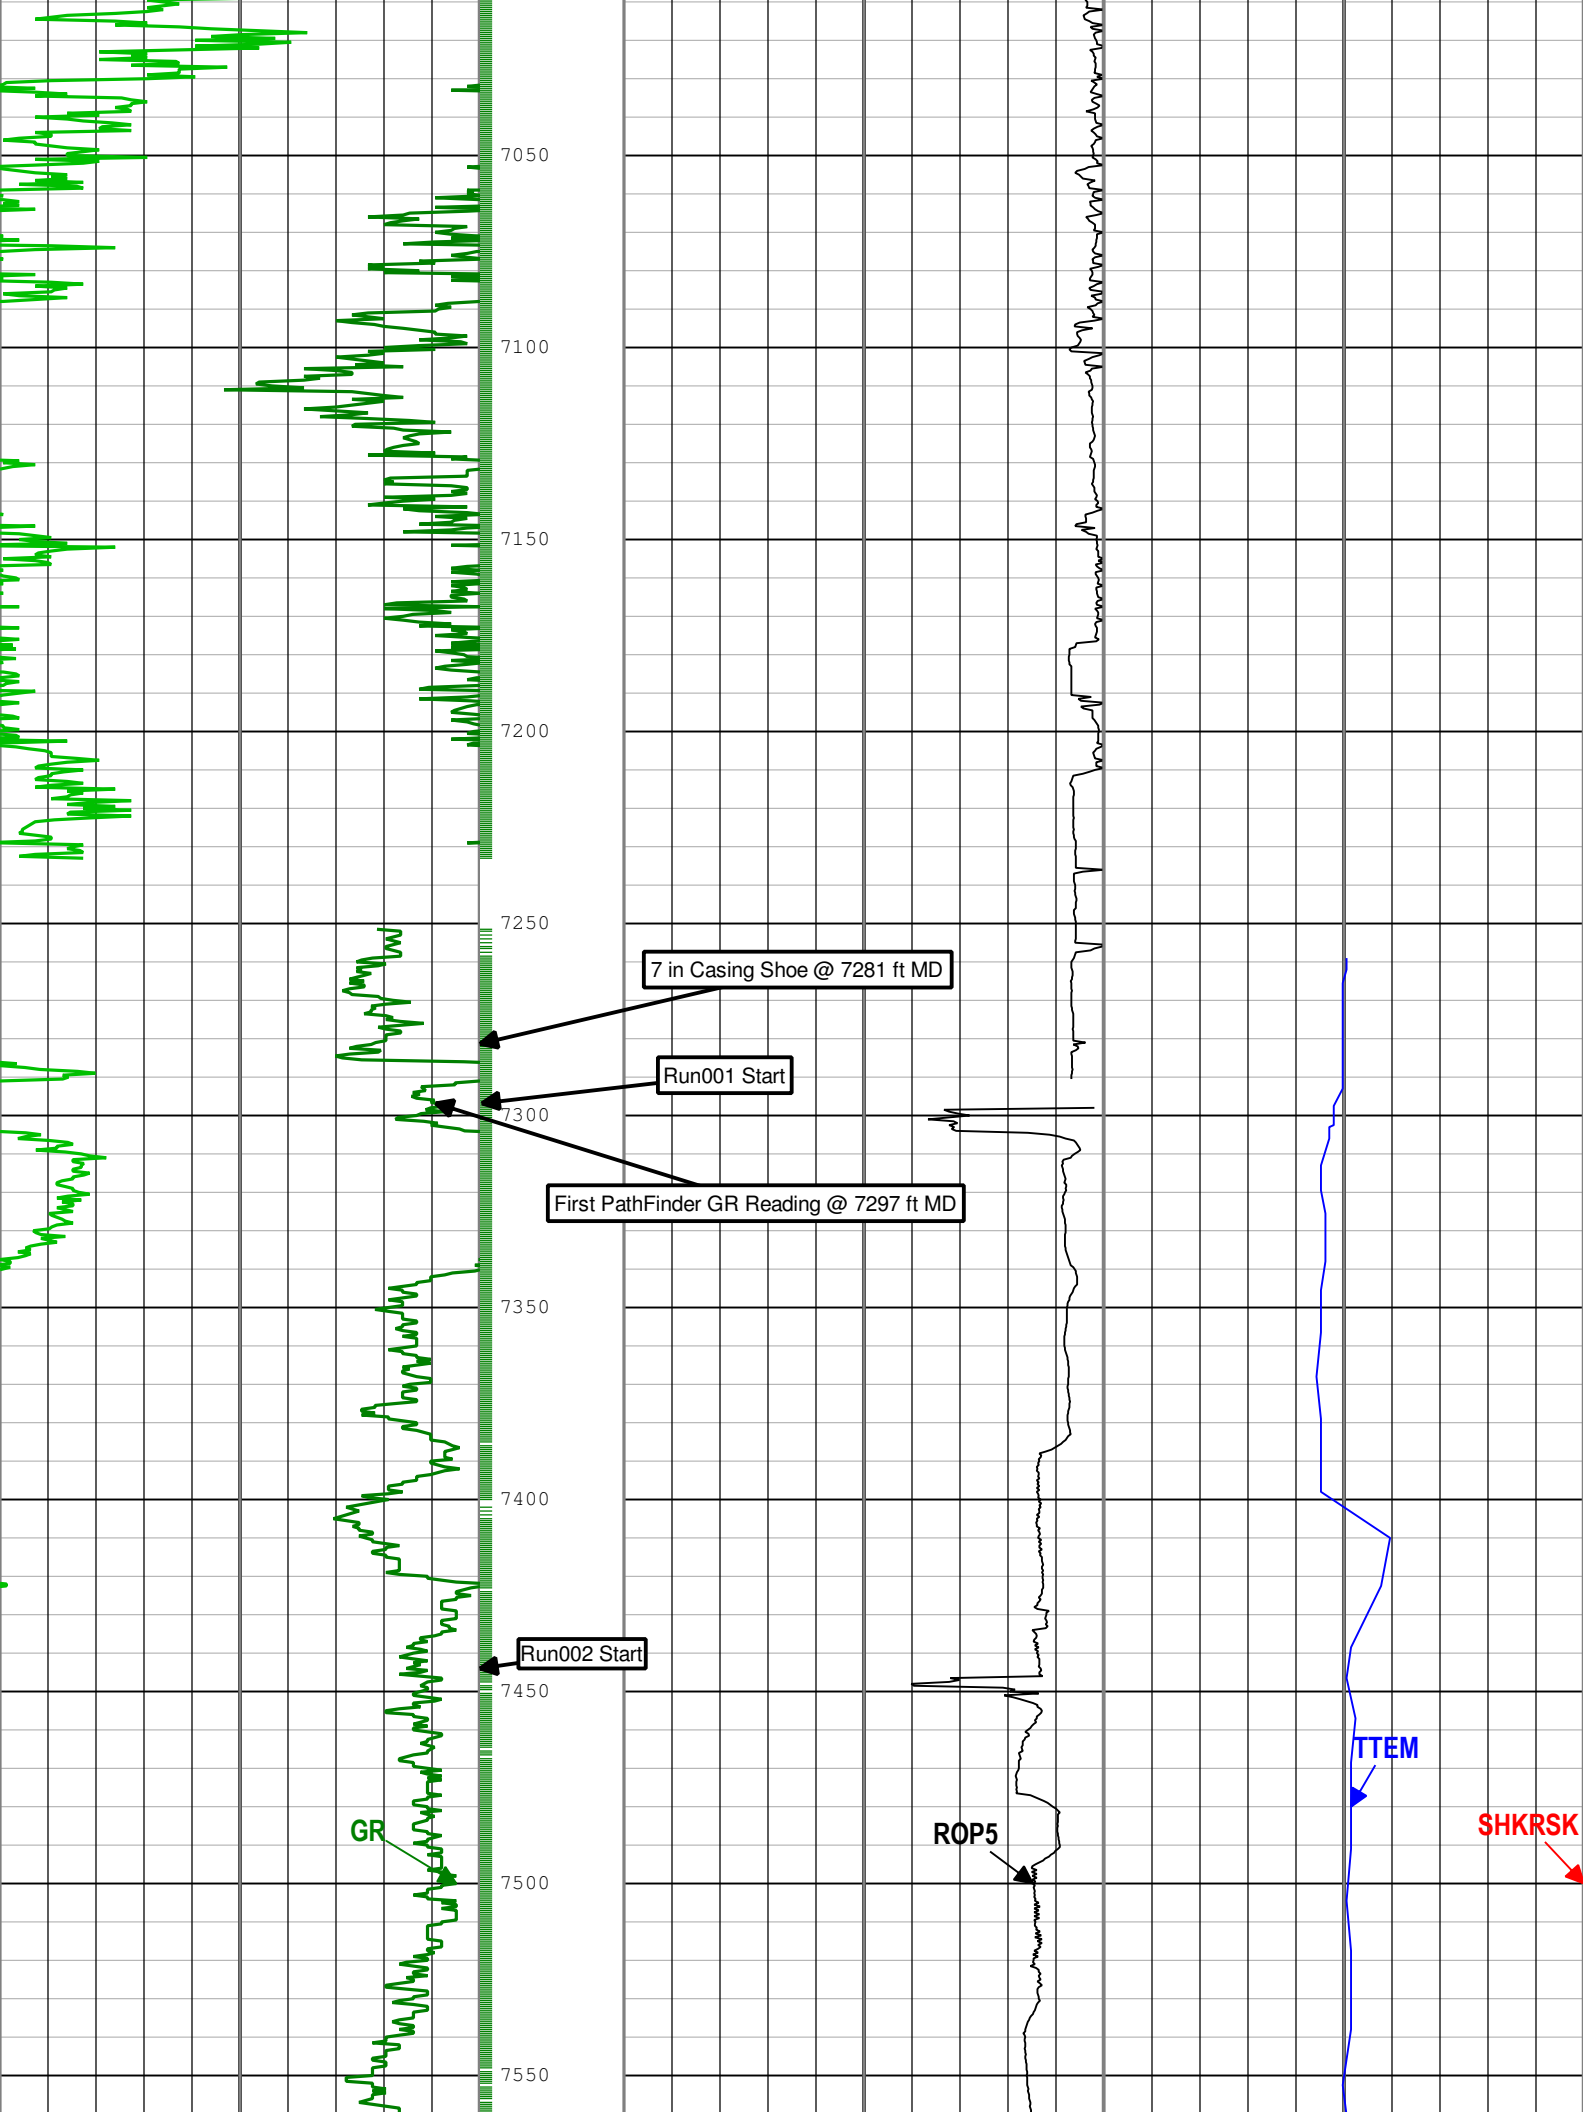 7050
7100
7150
7200
7250
7 in Casing Shoe @ 7281 ft MD
Run001 Start
7300
First PathFinder GR Reading @ 7297 ft MD
7350
7400
Run002 Start
7450
TTEM
SHKRSK
GR
ROP5
7500
7550